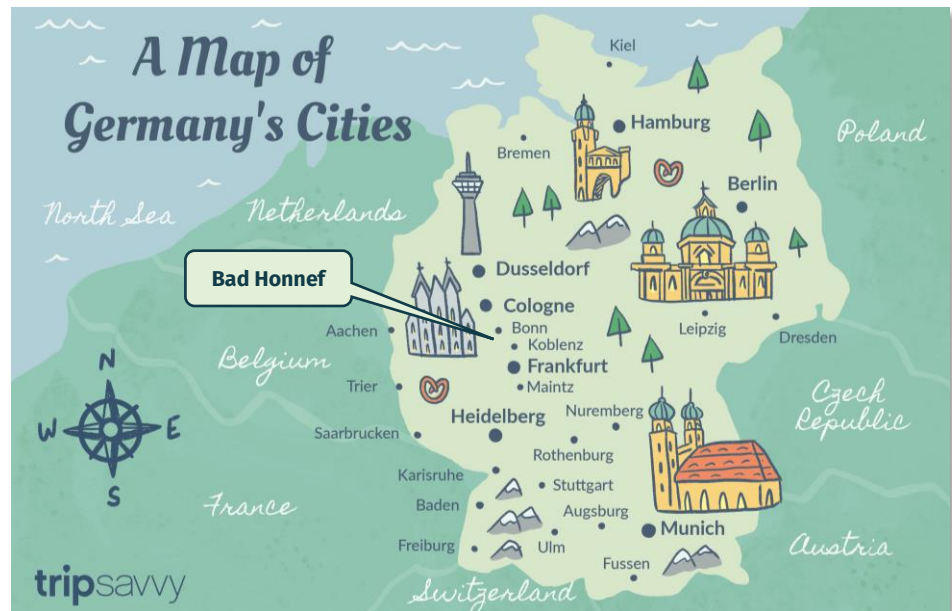 A Map of
Germany's Cities
Kiel
Hamburg
Bremen
Poland
Berlin
North Sea
Netherlands
Dusseldorf
Bad Honnef
Cologne
Aachen
Bonn
Koblenz
Leipzig
Dresden
Belgium
Frankfurt
N
Trier
Maintz
Czech
Republic
Heidelberg
Nuremberg
W
E
Saarbrucken
Rothenburg
S
Karisruhe
Stuttgart
France
Baden
Augsburg
Munich
Freiburg
Ulm
Austria
Fussen
tripsavvy
Switzerland